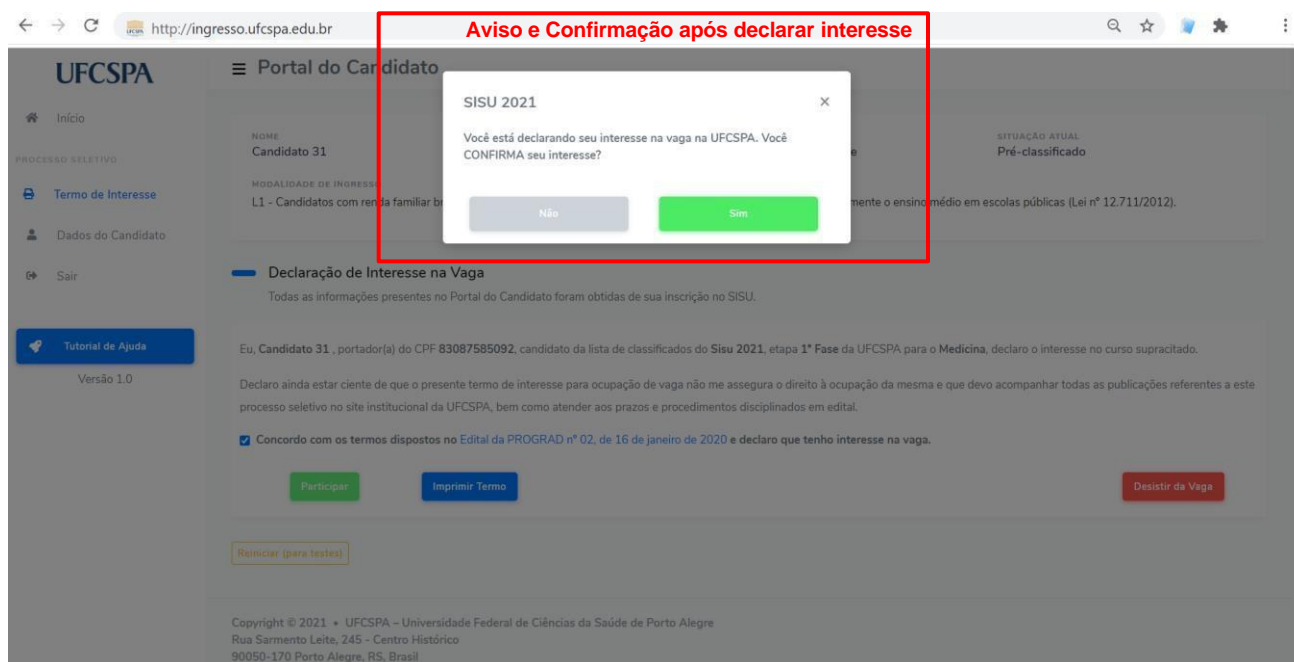 http://ingresso.ufcspa.edu.br
Aviso e Confirmação após declarar interesse
UFCSPA
Portal do Candidato
Início
PROCESSO SELETIVO
Termo de Interesse
Dados do Candidato
Sair
Tutorial de Ajuda
Versão 1.0
SISU 2021
Você está declarando seu interesse na vaga na UFCSPA. Você
CONFIRMA seu interesse?
Não
Sim
NOME
Candidato 31
SITUAÇÃO ATUAL
Pré-classificado
MODALIDADE DE INGRESSO
L1 - Candidatos com renda familiar br
mente o ensino médio em escolas públicas (Lei nº 12.711/2012).
Declaração de Interesse na Vaga
Todas as informações presentes no Portal do Candidato foram obtidas de sua inscrição no SISU.
Eu, Candidato 31 , portador(a) do CPF 83087585092, candidato da lista de classificados do Sisu 2021, etapa 1ª Fase da UFCSPA para o Medicina, declaro o interesse no curso supracitado.
Declaro ainda estar ciente de que o presente termo de interesse para ocupação de vaga não me assegura o direito à ocupação da mesma e que devo acompanhar todas as publicações referentes a este
processo seletivo no site institucional da UFCSPA, bem como atender aos prazos e procedimentos disciplinados em edital.
Concordo com os termos dispostos no Edital da PROGRAD nº 02, de 16 de janeiro de 2020 e declaro que tenho interesse na vaga.
Participar
Imprimir Termo
Desistir da Vaga
Reiniciar (para testes)
Copyright © 2021 • UFCSPA – Universidade Federal de Ciências da Saúde de Porto Alegre
Rua Sarmento Leite, 245 - Centro Histórico
90050-170 Porto Alegre, RS, Brasil